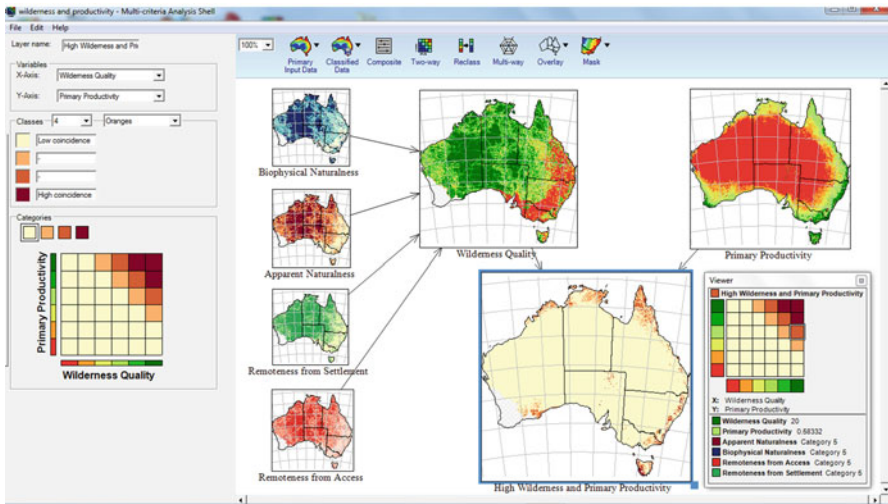 wilderness and productivity - Multi-criteria Analysis Shell
File Edit Help
Layer name: High Wilderness and Pri
Variables
X-Axis: Wilderness Quality
Y-Axis: Primary Productivity
Classes 4 Oranges
Low coincidence
-
-
High coincidence
Categories
Primary Productivity
Wilderness Quality
100%
Primary Input Data
Classified Data
Composite
Two-way
Reclass
Multi-way
Overlay
Mask
Biophysical Naturalness
Apparent Naturalness
Remoteness from Settlement
Remoteness from Access
Wilderness Quality
Primary Productivity
High Wilderness and Primary Productivity
Viewer
High Wilderness and Primary Productivity
X: Wilderness Quality
Y: Primary Productivity
Wilderness Quality 20
Primary Productivity 0.58332
Apparent Naturalness Category 5
Biophysical Naturalness Category 5
Remoteness from Access Category 5
Remoteness from Settlement Category 5